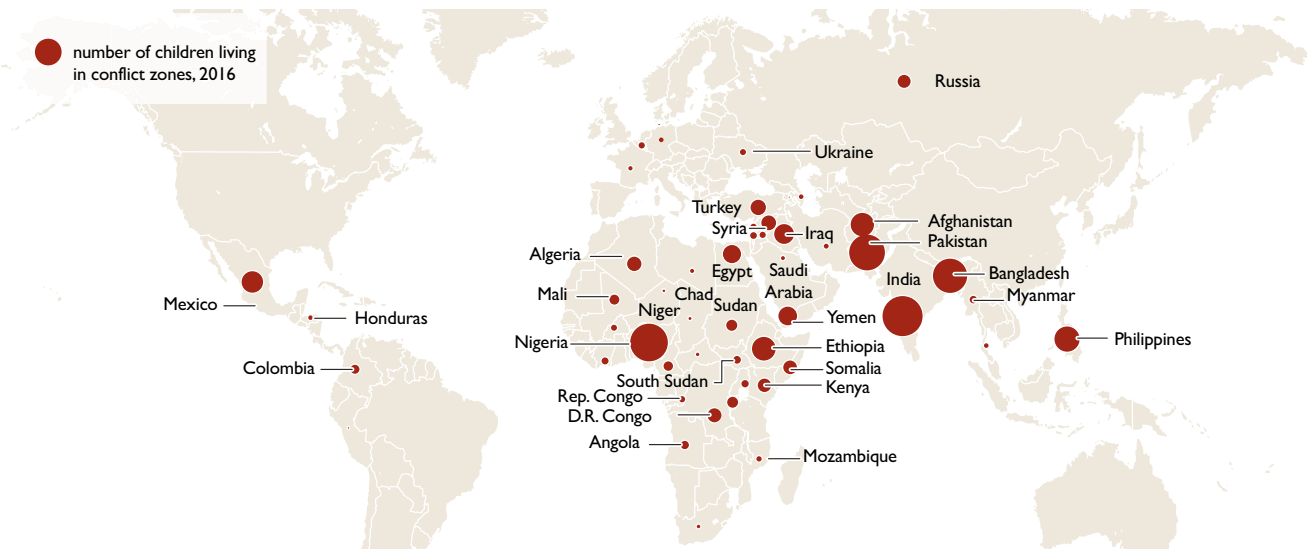 number of children living
in conflict zones, 2016
Russia
Ukraine
Turkey
Afghanistan
Syria
Iraq
Pakistan
Algeria
Egypt
Saudi
Arabia
India
Bangladesh
Mexico
Mali
Chad
Niger
Sudan
Myanmar
Honduras
Yemen
Nigeria
Ethiopia
Philippines
Colombia
South Sudan
Somalia
Kenya
Rep. Congo
D.R. Congo
Angola
Mozambique